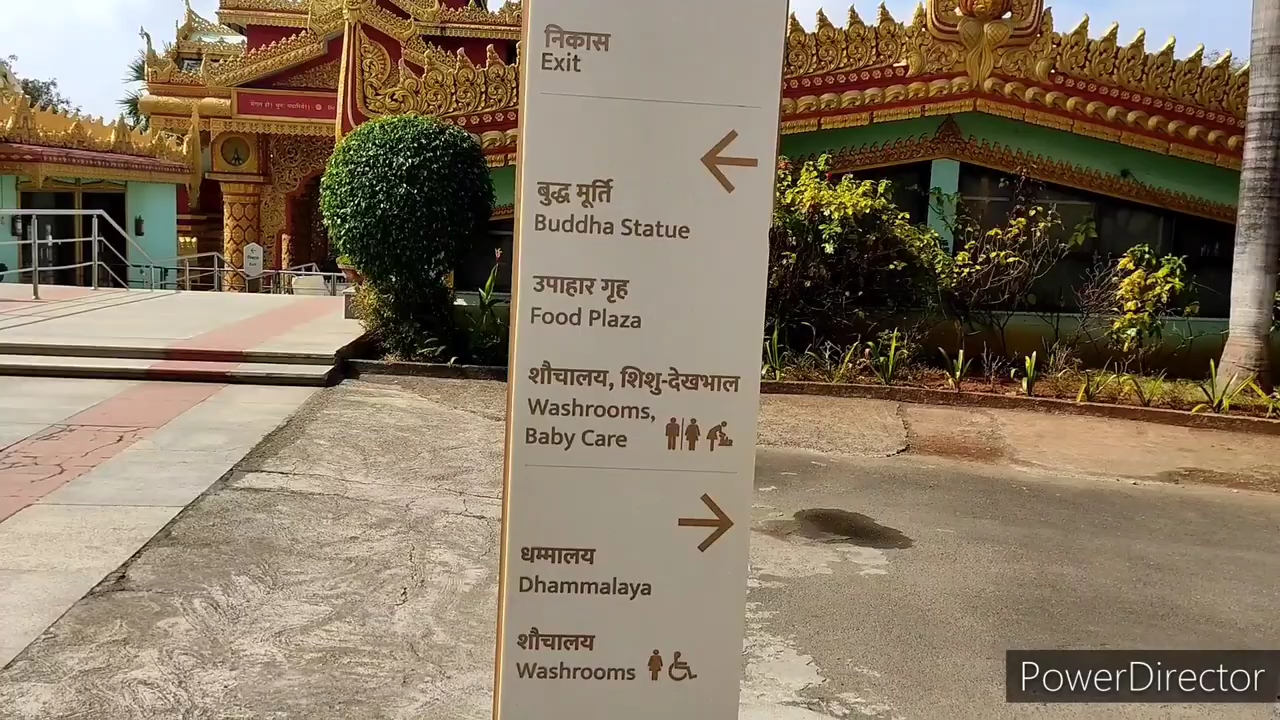 निकास
Exit
बुद्ध मूर्ति
Buddha Statue
उपाहार गृह
Food Plaza
शौचालय, शिशु-देखभाल
Washrooms,
Baby Care
धम्मालय
Dhammalaya
शौचालय
Washrooms
PowerDirector